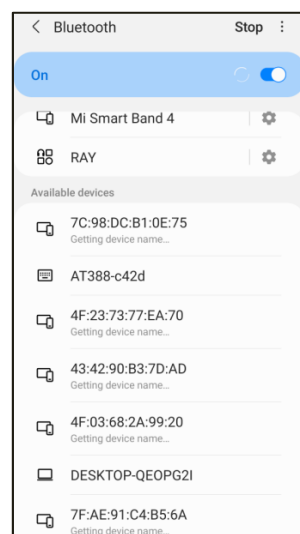 Bluetooth Stop
On
Mi Smart Band 4
RAY
Available devices
7C:98:DC:B1:0E:75
Getting device name...
AT388-c42d
4F:23:73:77:EA:70
Getting device name...
43:42:90:B3:7D:AD
Getting device name...
4F:03:68:2A:99:20
Getting device name...
DESKTOP-QEOPG2I
7F:AE:91:C4:B5:6A
Getting device name...